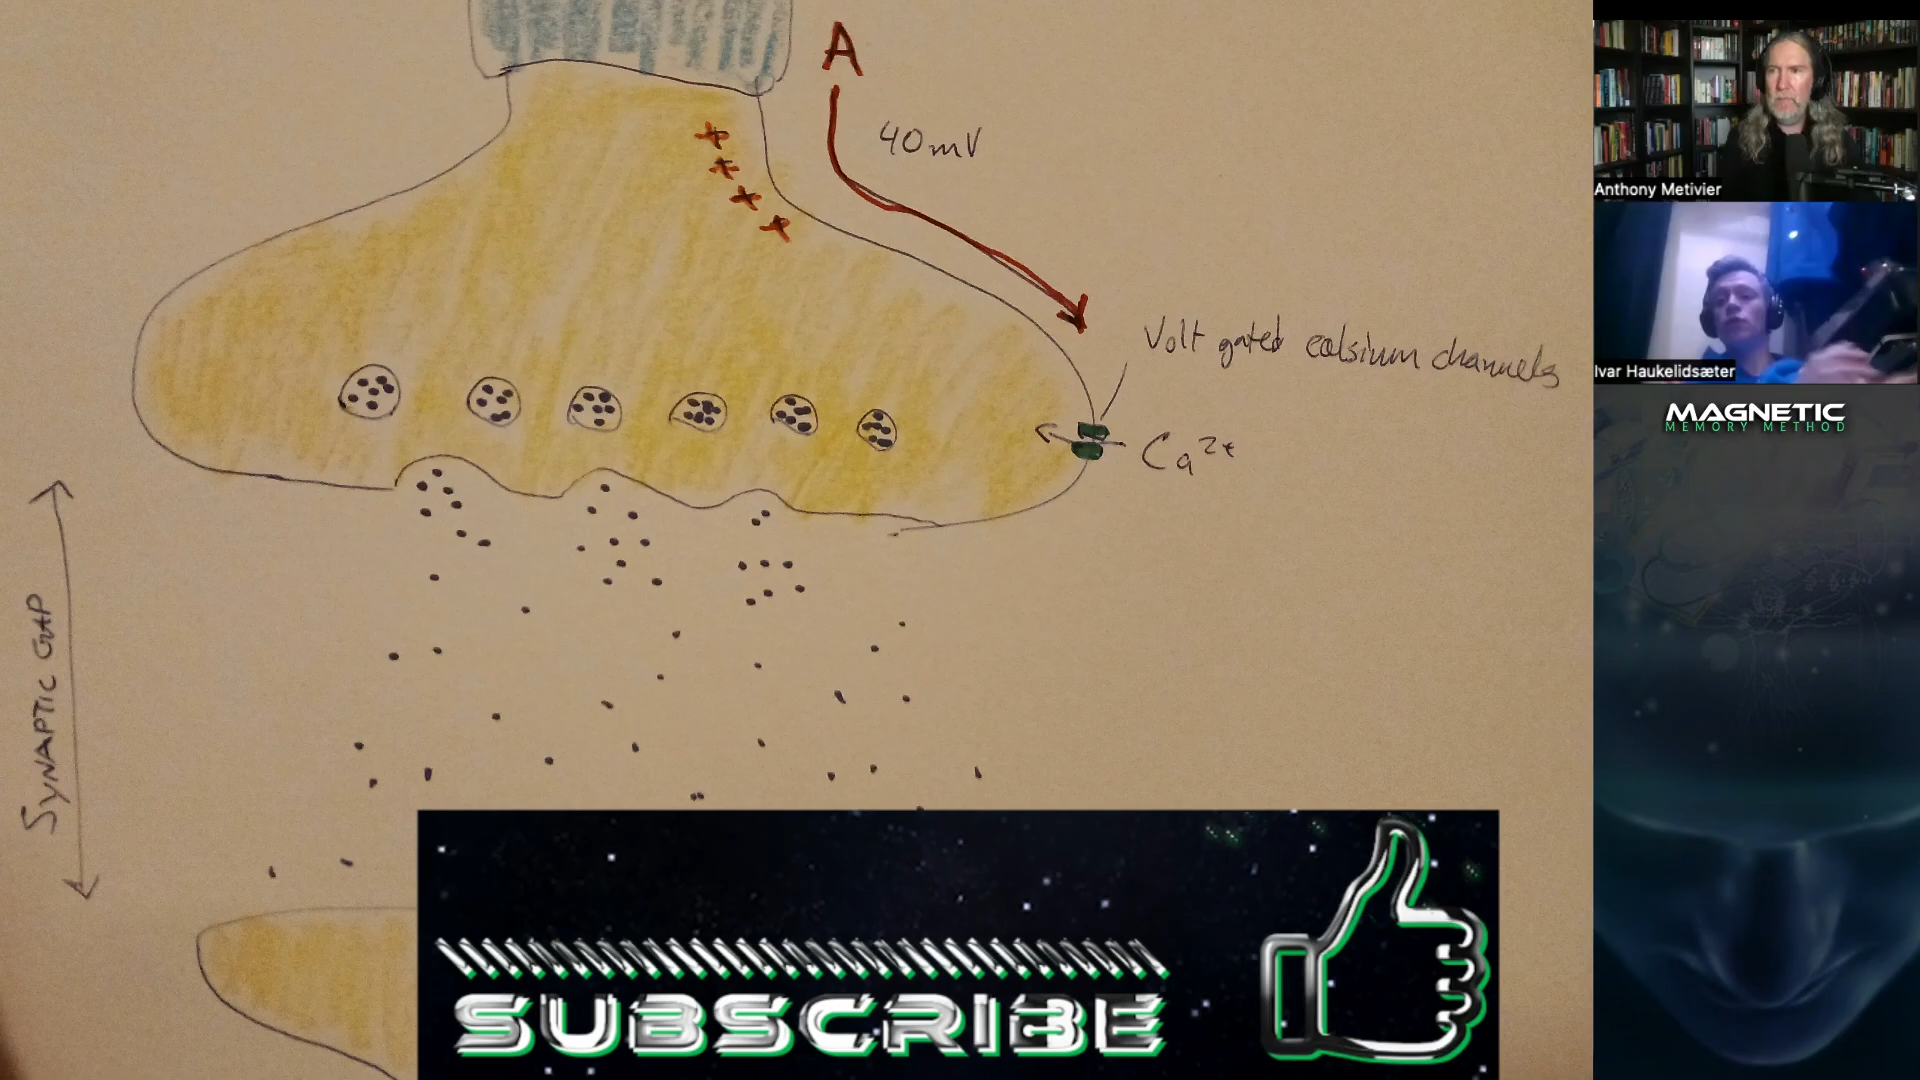 A
40mV
Volt gated calsium channels
Ca2+
SYNAPTIC GAP
SUBSCRIBE
Anthony Metivier
Ivar Haukelidsæter
MAGNETIC
MEMORY METHOD